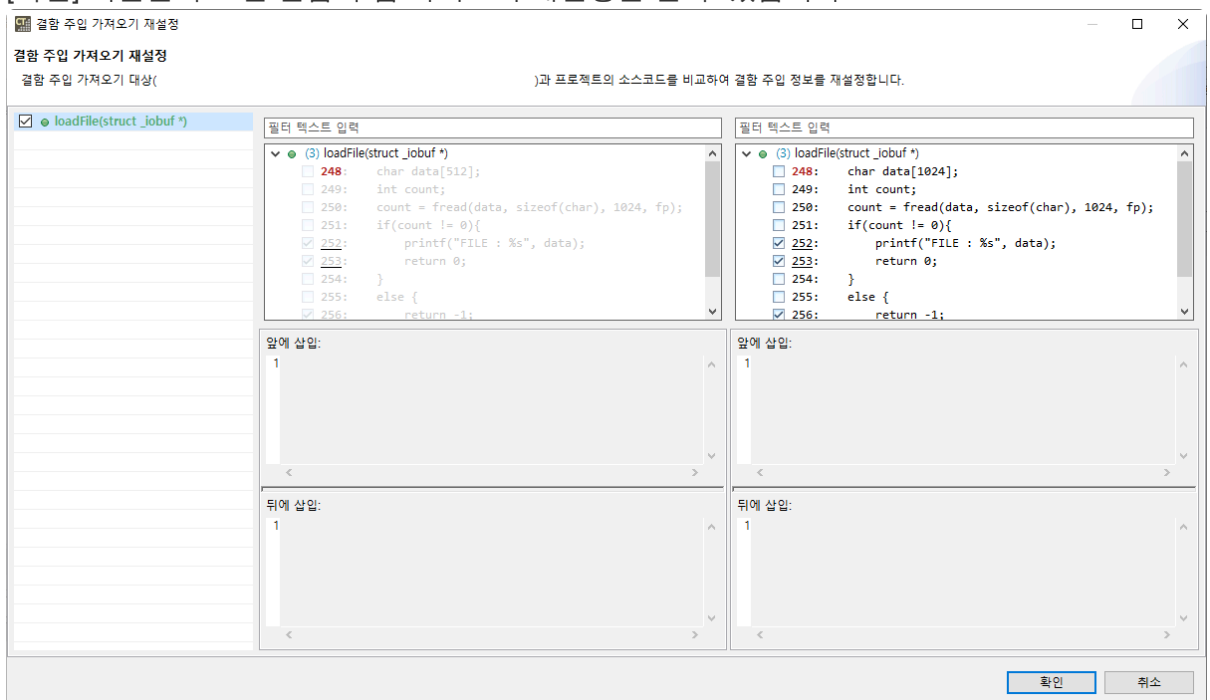 결함 주입 가져오기 재설정
결함 주입 가져오기 재설정
결함 주입 가져오기 대상( )과 프로젝트의 소스코드를 비교하여 결함 주입 정보를 재설정합니다.
loadFile(struct _iobuf *)
필터 텍스트 입력
(3) loadFile(struct _iobuf *)
248: char data[512];
249: int count;
250: count = fread(data, sizeof(char), 1024, fp);
251: if(count != 0){
252: printf("FILE : %s", data);
253: return 0;
254: }
255: else {
256: return -1;
앞에 삽입:
1
뒤에 삽입:
1
필터 텍스트 입력
(3) loadFile(struct _iobuf *)
248: char data[1024];
249: int count;
250: count = fread(data, sizeof(char), 1024, fp);
251: if(count != 0){
252: printf("FILE : %s", data);
253: return 0;
254: }
255: else {
256: return -1;
앞에 삽입:
1
뒤에 삽입:
1
확인
취소